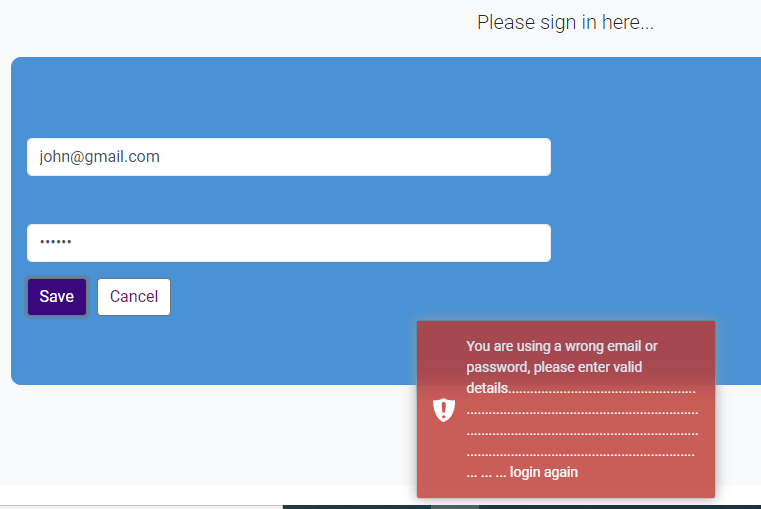 Please sign in here...
john@gmail.com
••••••
Save Cancel
You are using a wrong email or
password, please enter valid
details...............................................
..........................................................
..........................................................
.........................................................
... ... ... login again